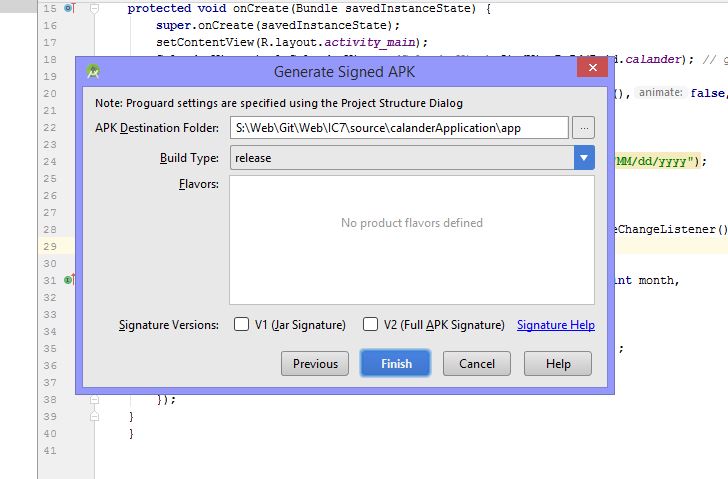 15 protected void onCreate(Bundle savedInstanceState) {
16 super.onCreate(savedInstanceState);
17 setContentView(R.layout.activity_main);
18 .calander); //
Generate Signed APK
19
20 (), animate: false,
Note: Proguard settings are specified using the Project Structure Dialog
21
22 APK Destination Folder: S:\Web\Git\Web\IC7\source\calanderApplication\app ...
23
24 Build Type: release /MM/dd/yyyy");
25
26 Flavors:
27
28 No product flavors defined eChangeListener()
29
30
31 int month,
32
33
34 Signature Versions: V1 (Jar Signature) V2 (Full APK Signature) Signature Help
35 ;
36 Previous Finish Cancel Help
37
38 });
39 }
40 }
41